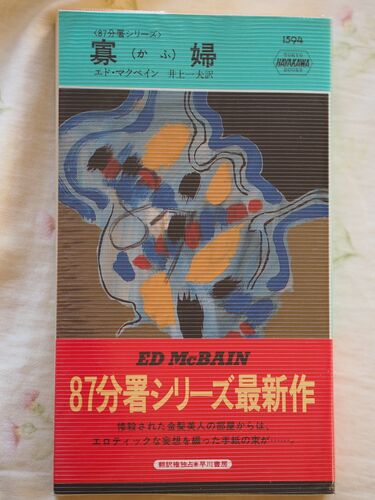 〈87分署シリーズ〉
1594
寡(かふ)婦
TOKYO
HAYAKAWA
BOOKS
エド・マクベイン 井上一夫訳
ED McBAIN
87分署シリーズ最新作
惨殺された金髪美人の部屋からは、
エロティックな妄想を綴った手紙の束が……。
翻訳権独占 早川書房